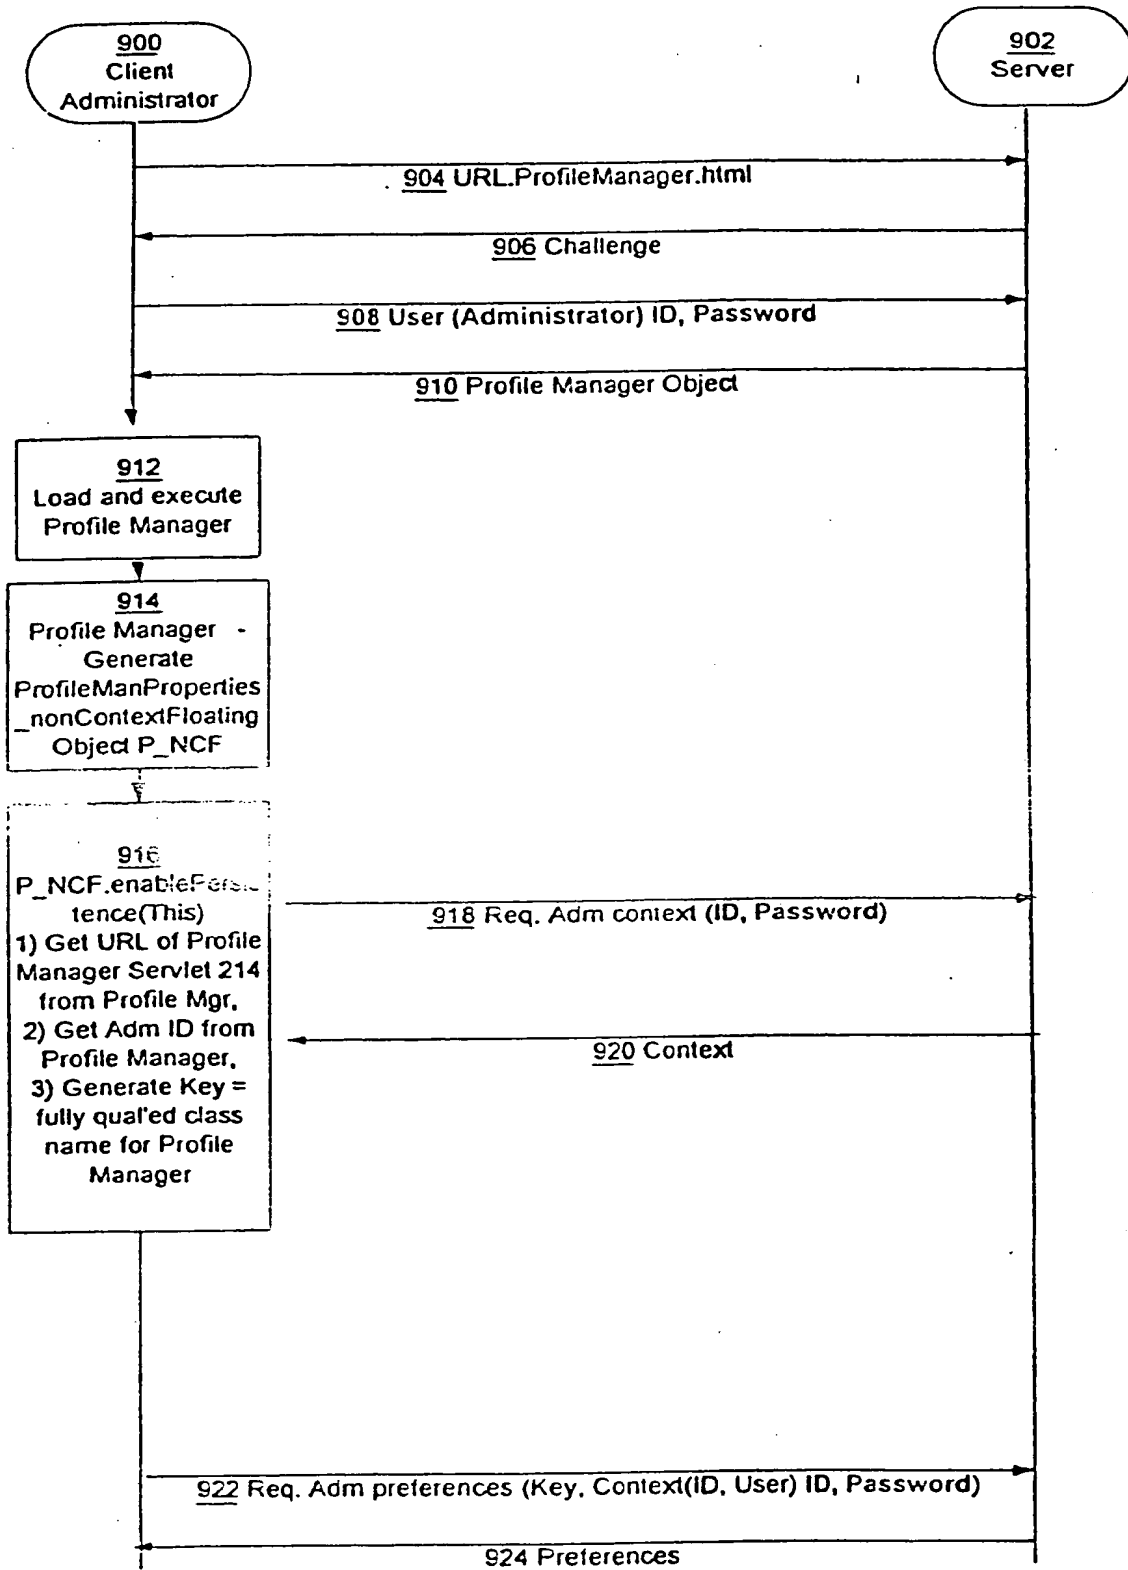 900
Client
Administrator
902
Server
904 URL.ProfileManager.html
906 Challenge
908 User (Administrator) ID, Password
910 Profile Manager Object
912
Load and execute
Profile Manager
914
Profile Manager -
Generate
ProfileManProperties
_nonContextFloating
Object P_NCF
916
P_NCF.enablePersis
tence(This)
1) Get URL of Profile
Manager Servlet 214
from Profile Mgr,
2) Get Adm ID from
Profile Manager,
3) Generate Key =
fully qual'ed class
name for Profile
Manager
918 Req. Adm context (ID, Password)
920 Context
922 Req. Adm preferences (Key, Context(ID, User) ID, Password)
924 Preferences